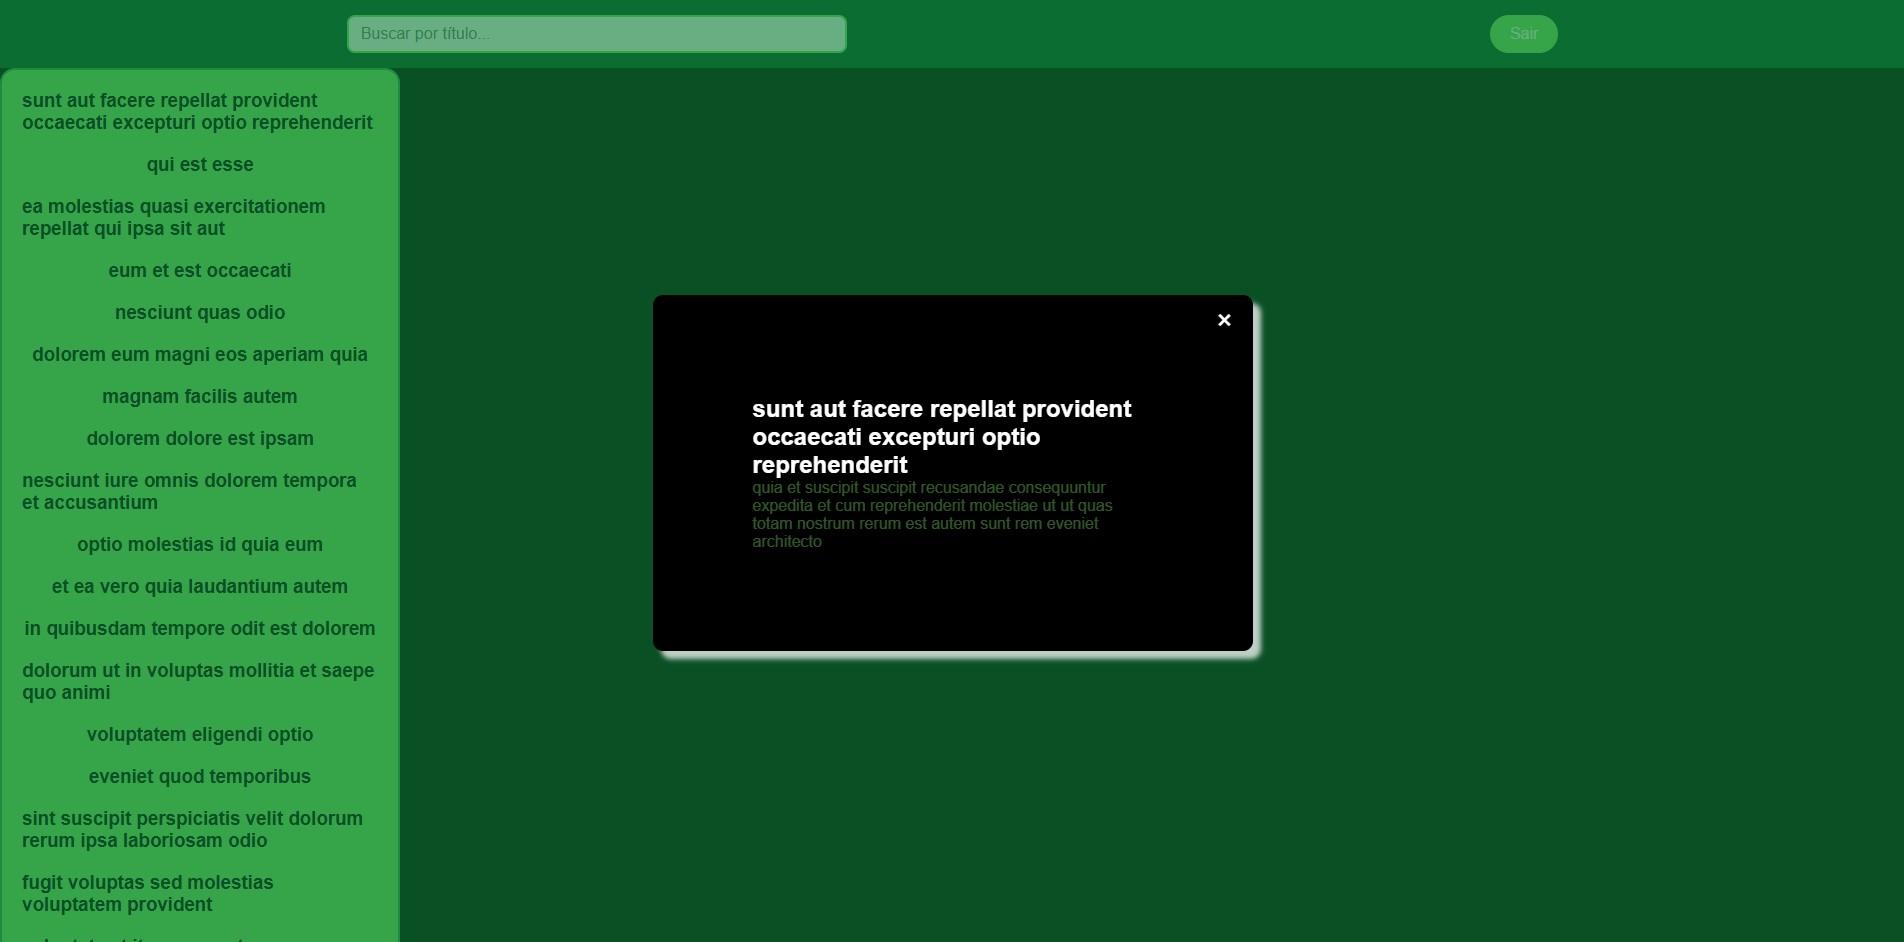 Buscar por título...
Sair
sunt aut facere repellat provident
occaecati excepturi optio reprehenderit
qui est esse
ea molestias quasi exercitationem
repellat qui ipsa sit aut
eum et est occaecati
nesciunt quas odio
dolorem eum magni eos aperiam quia
magnam facilis autem
dolorem dolore est ipsam
nesciunt iure omnis dolorem tempora
et accusantium
optio molestias id quia eum
et ea vero quia laudantium autem
in quibusdam tempore odit est dolorem
dolorum ut in voluptas mollitia et saepe
quo animi
voluptatem eligendi optio
eveniet quod temporibus
sint suscipit perspiciatis velit dolorum
rerum ipsa laboriosam odio
fugit voluptas sed molestias
voluptatem provident
×
sunt aut facere repellat provident
occaecati excepturi optio
reprehenderit
quia et suscipit suscipit recusandae consequuntur
expedita et cum reprehenderit molestiae ut ut quas
totam nostrum rerum est autem sunt rem eveniet
architecto